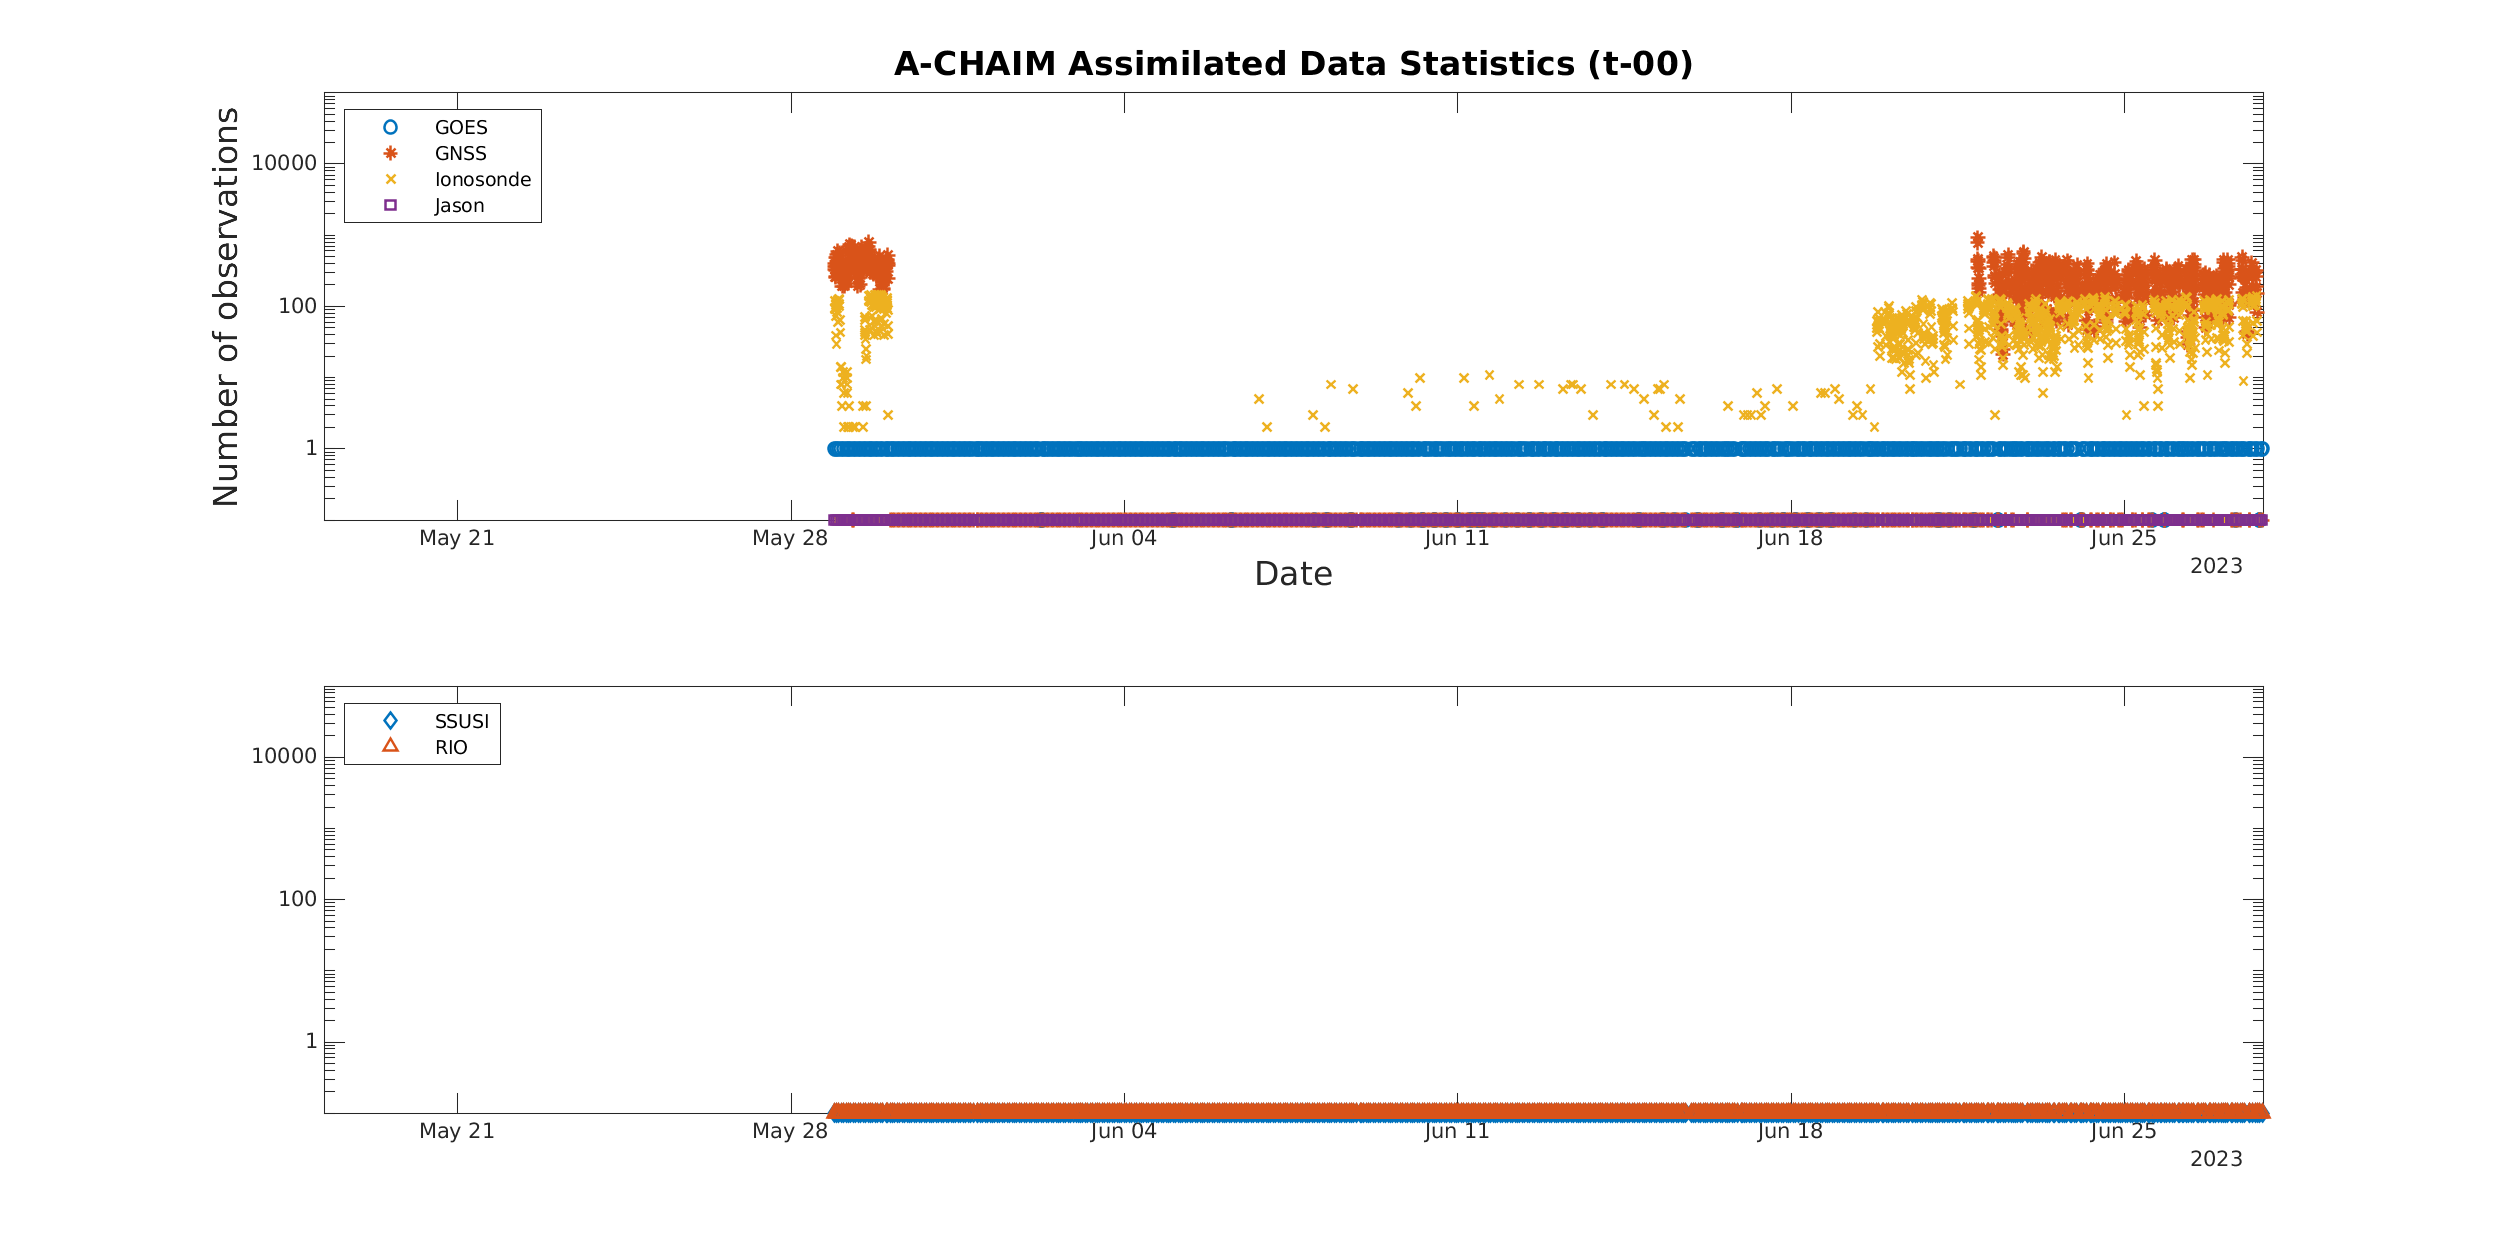 A-CHAIM Assimilated Data Statistics (t-00)
Number of observations
10000
100
1
GOES
GNSS
Ionosonde
Jason
May 21
May 28
Jun 04
Jun 11
Jun 18
Jun 25
2023
Date
10000
100
1
SSUSI
RIO
May 21
May 28
Jun 04
Jun 11
Jun 18
Jun 25
2023